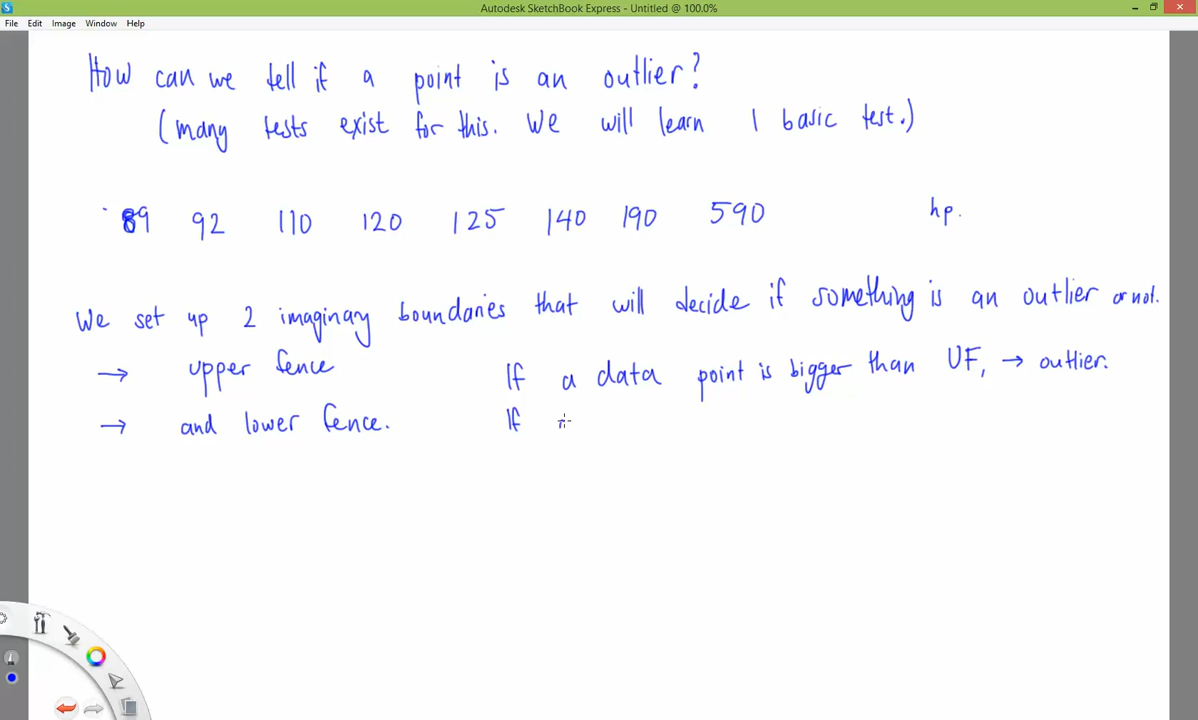 Autodesk SketchBook Express - Untitled @ 100.0%
File Edit Image Window Help
How can we tell if a point is an outlier?
(many tests exist for this. We will learn 1 basic test.)
89 92 110 120 125 140 190 590 hp.
We set up 2 imaginary boundaries that will decide if something is an outlier or not.
→ upper fence If a data point is bigger than UF, → outlier.
→ and lower fence. If